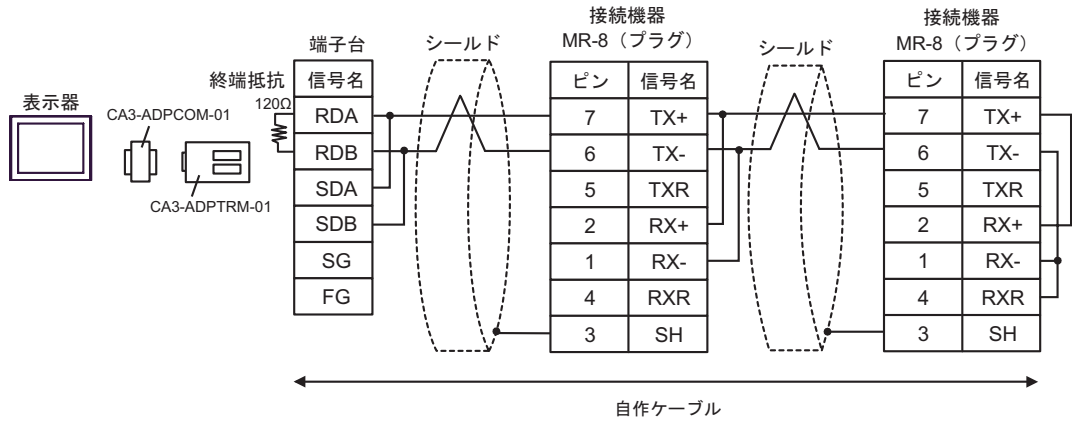 表示器
CA3-ADPCOM-01
CA3-ADPTRM-01
終端抵抗
120Ω
端子台
信号名
RDA
RDB
SDA
SDB
SG
FG
シールド
接続機器
MR-8（プラグ）
ピン 信号名
7 TX+
6 TX-
5 TXR
2 RX+
1 RX-
4 RXR
3 SH
シールド
接続機器
MR-8（プラグ）
ピン 信号名
7 TX+
6 TX-
5 TXR
2 RX+
1 RX-
4 RXR
3 SH
自作ケーブル